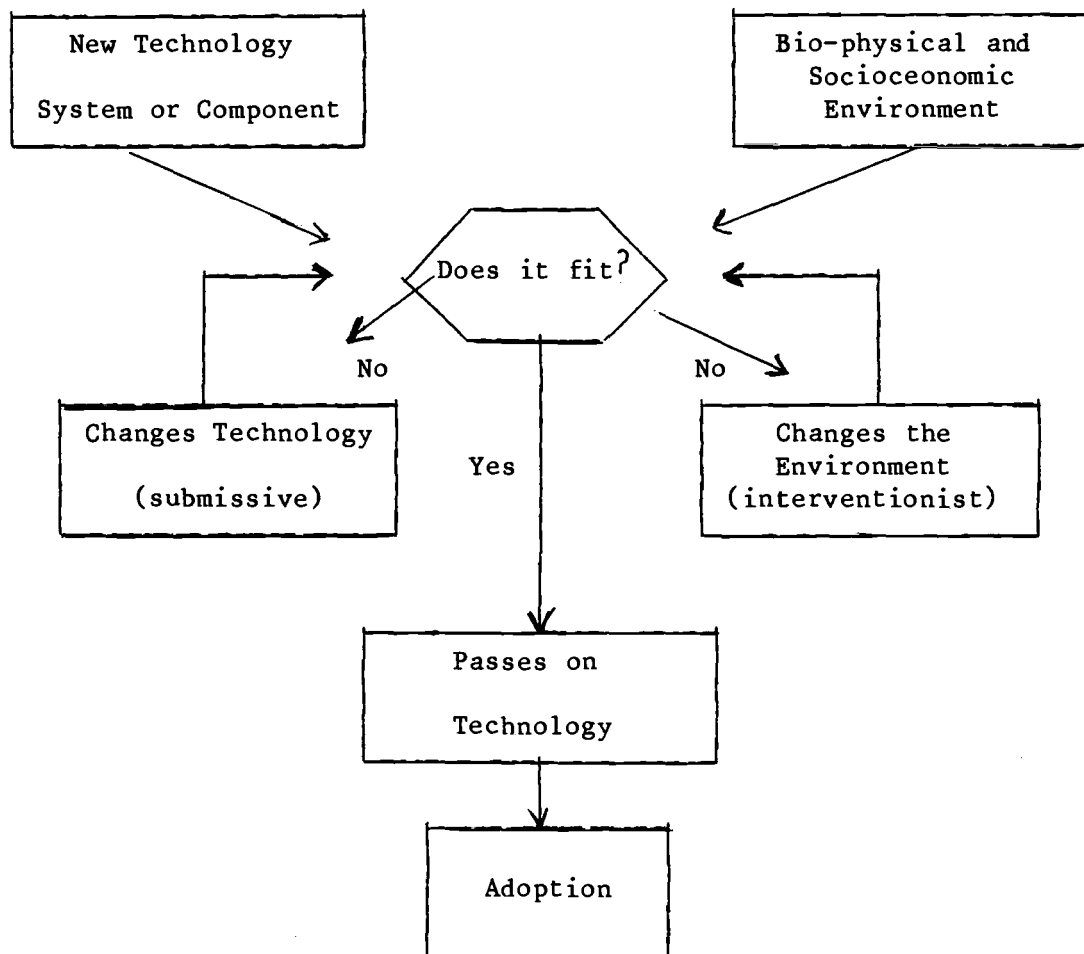 New Technology
System or Component
Bio-physical and
Socioceonomic
Environment
Does it fit?
No
No
Changes Technology
(submissive)
Yes
Changes the
Environment
(interventionist)
Passes on
Technology
Adoption